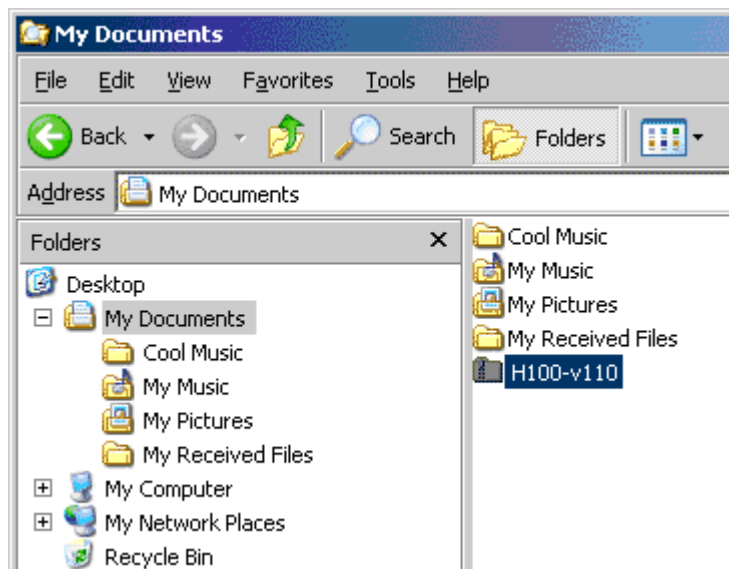 My Documents
File Edit View Favorites Tools Help
Back Search Folders
Address My Documents
Folders
Desktop
My Documents
Cool Music
My Music
My Pictures
My Received Files
My Computer
My Network Places
Recycle Bin
Cool Music
My Music
My Pictures
My Received Files
H100-v110